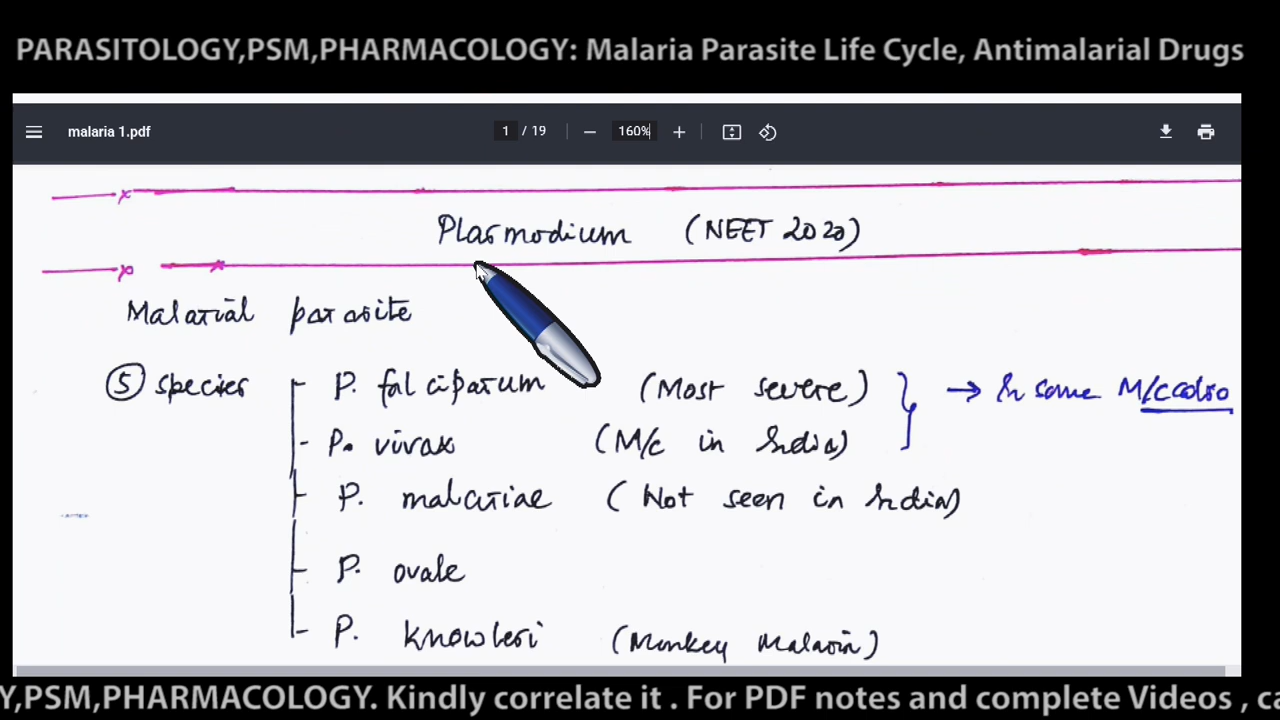 PARASITOLOGY,PSM,PHARMACOLOGY: Malaria Parasite Life Cycle, Antimalarial Drugs
malaria 1.pdf 1 / 19 160%
Plasmodium (NEET 2020)
Malarial parasite
⑤ species P. falciparum (Most severe) → In some M/c also
P. vivax (M/c in India)
P. malariae (Not seen in India)
P. ovale
P. knowlesi (Monkey Malaria)
Y,PSM,PHARMACOLOGY. Kindly correlate it . For PDF notes and complete Videos , ca